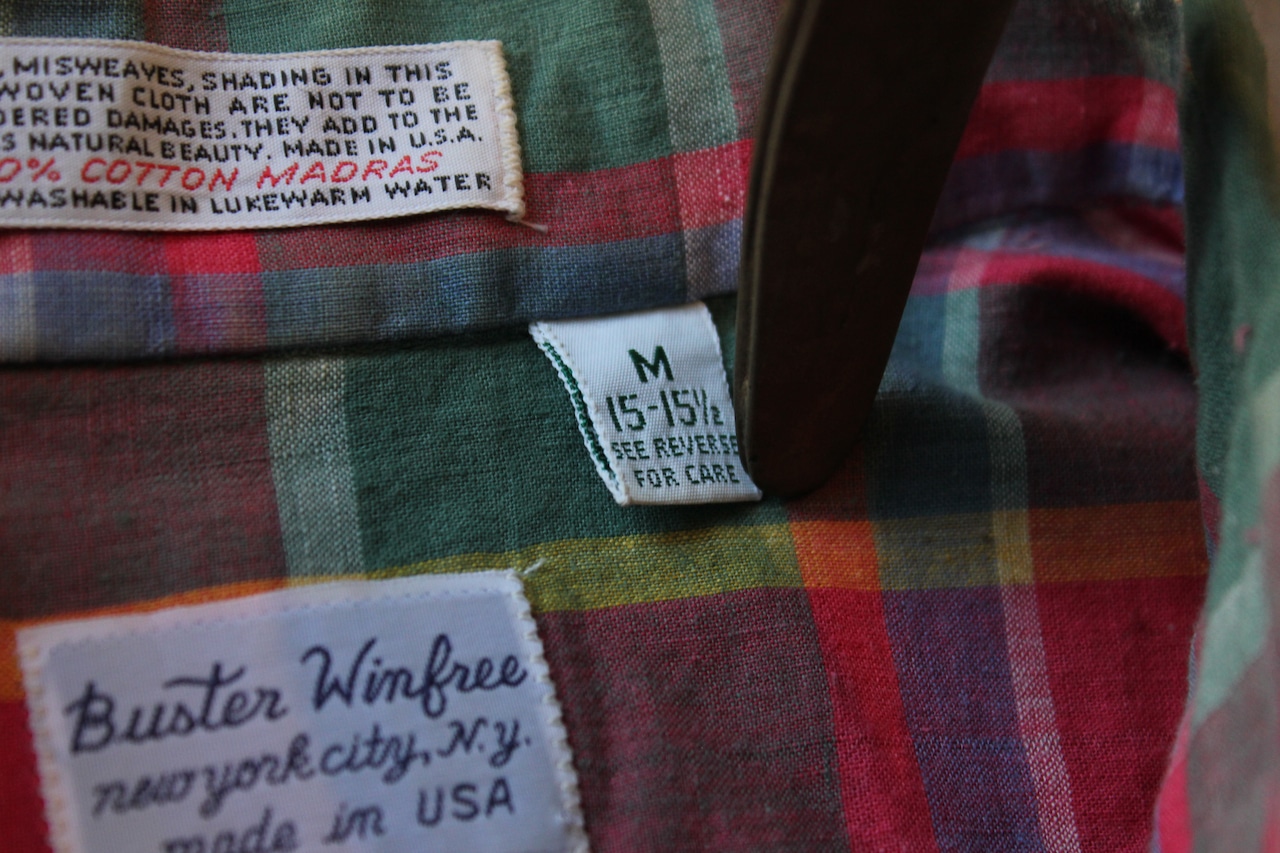 , MISWEAVES, SHADING IN THIS
WOVEN CLOTH ARE NOT TO BE
DERED DAMAGES. THEY ADD TO THE
S NATURAL BEAUTY. MADE IN U.S.A.
0% COTTON MADRAS
WASHABLE IN LUKEWARM WATER
M
15-15½
SEE REVERSE
FOR CARE
Buster Winfree
new york city, N.Y.
made in USA